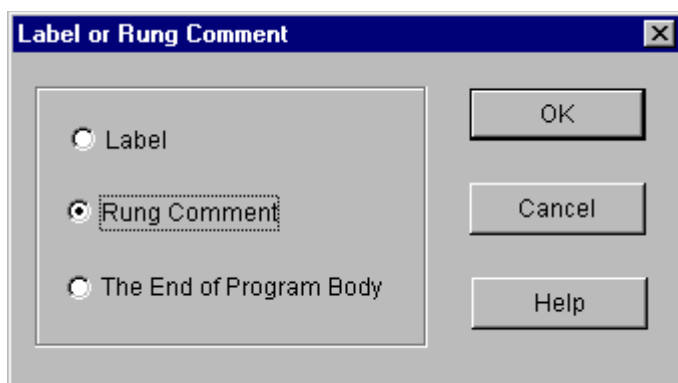 Label or Rung Comment
Label
Rung Comment
The End of Program Body
OK
Cancel
Help